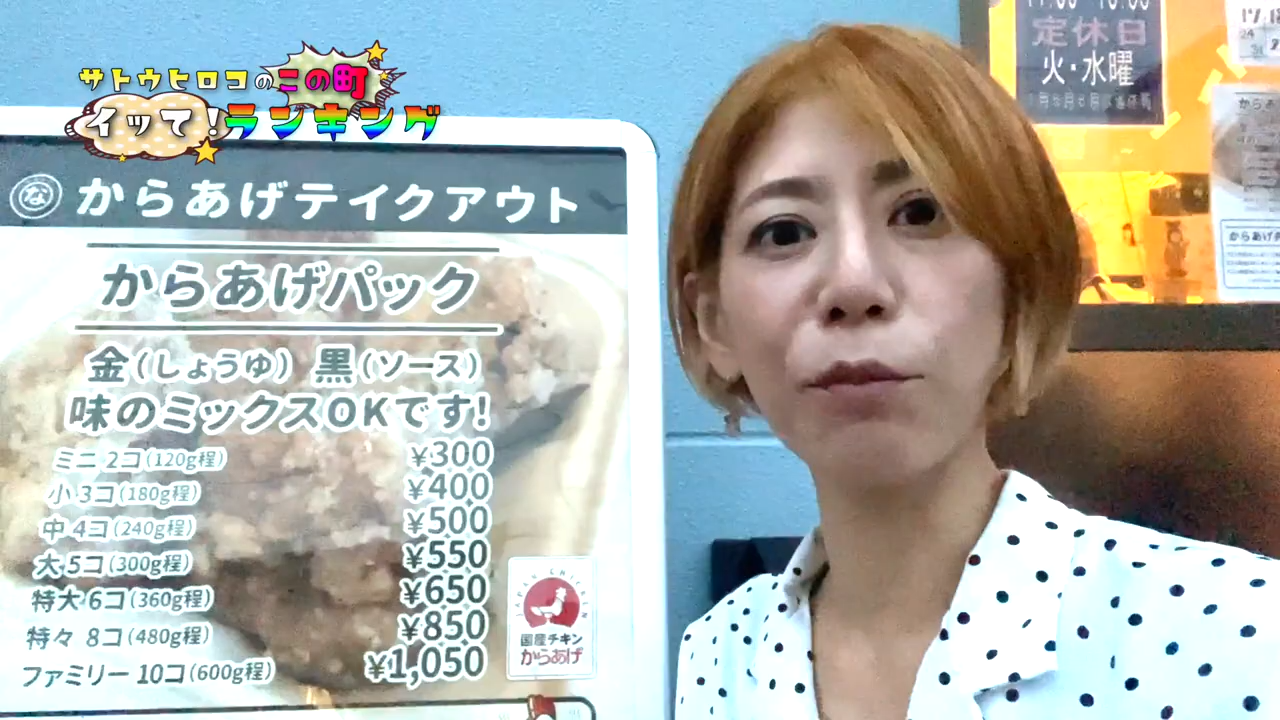 サトウヒロコのこの町
イッて!ランキング
な からあげテイクアウト
からあげパック
金(しょうゆ) 黒(ソース)
味のミックスOKです!
ミニ 2コ(120g程) ¥300
小 3コ(180g程) ¥400
中 4コ(240g程) ¥500
大 5コ(300g程) ¥550
特大 6コ(360g程) ¥650
特々 8コ(480g程) ¥850
ファミリー 10コ(600g程) ¥1,050
JAPAN CHICKEN
国産チキン
からあげ
定休日
火・水曜